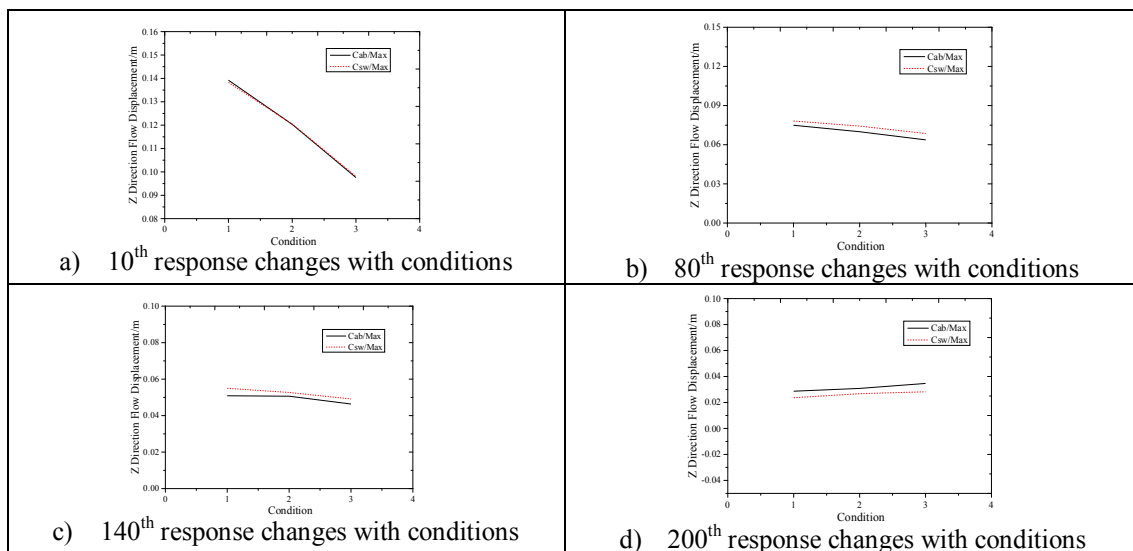 0.16
0.15
0.14
0.13
0.12
0.11
0.10
0.09
0.08
Z Direction Flow Displacement/m
Cab/Max
Csw/Max
0 1 2 3 4
Condition
a) 10th response changes with conditions
0.15
0.12
0.09
0.06
0.03
0.00
Z Direction Flow Displacement/m
Cab/Max
Csw/Max
0 1 2 3 4
Condition
b) 80th response changes with conditions
0.10
0.08
0.06
0.04
0.02
0.00
Z Direction Flow Displacement/m
Cab/Max
Csw/Max
0 1 2 3 4
Condition
c) 140th response changes with conditions
0.10
0.08
0.06
0.04
0.02
0.00
-0.02
-0.04
Z Direction Flow Displacement/m
Cab/Max
Csw/Max
0 1 2 3 4
Condition
d) 200th response changes with conditions